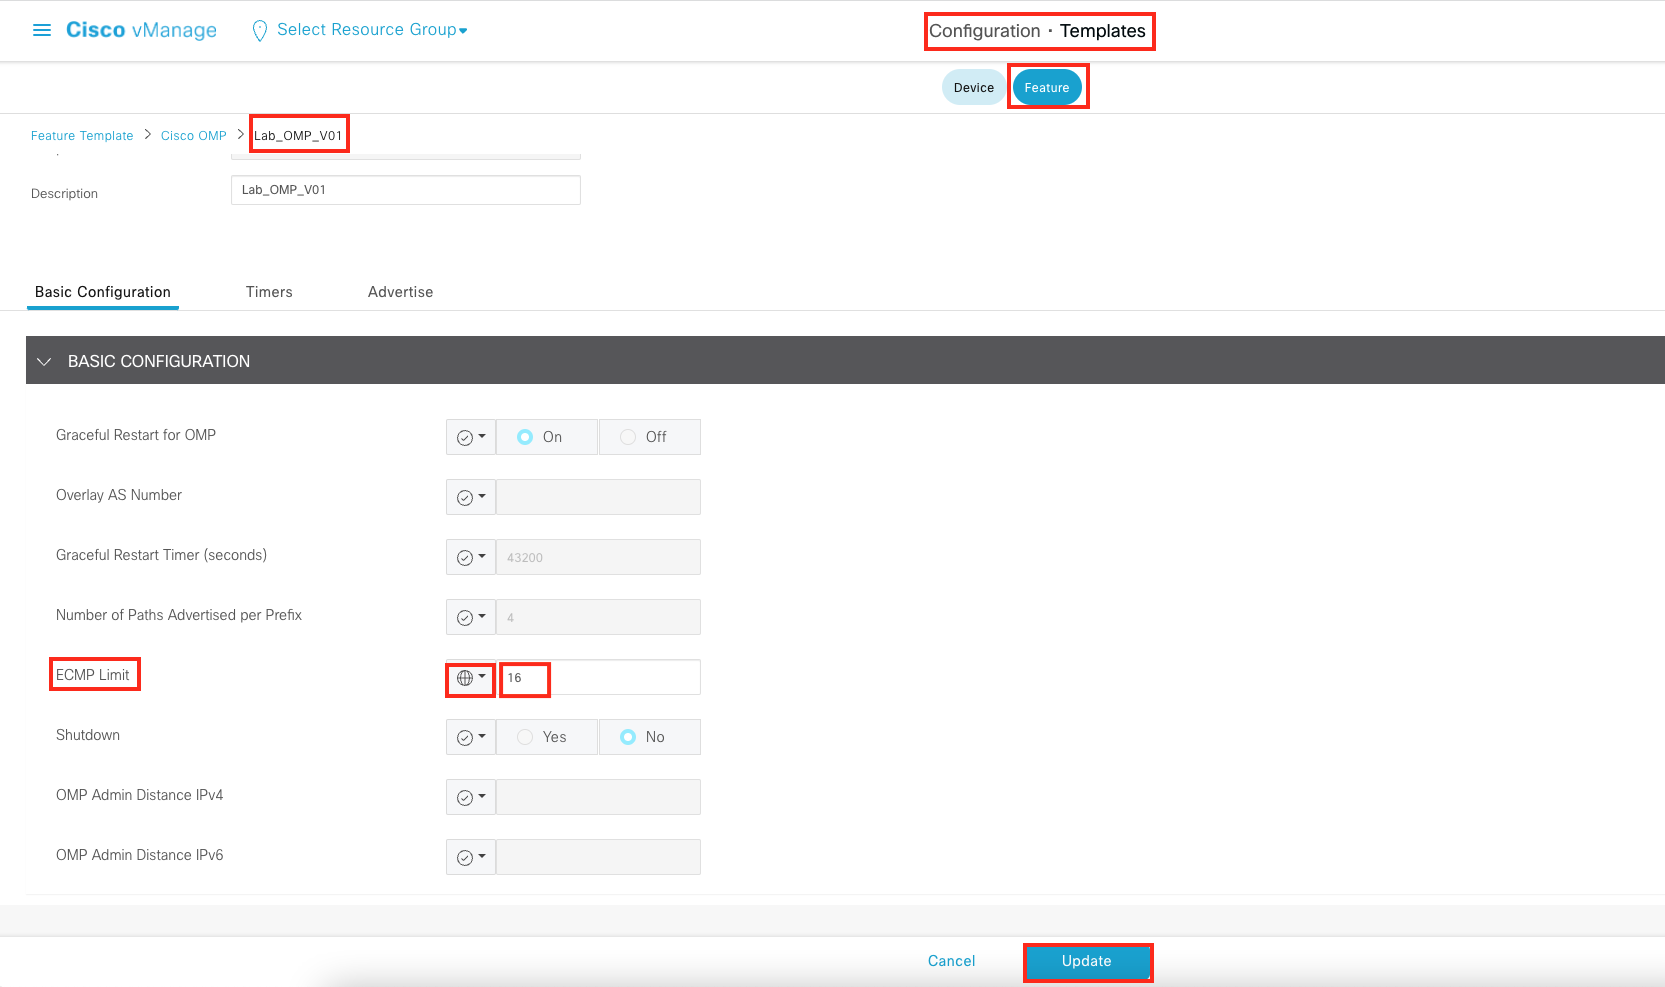 Cisco vManage
Select Resource Group
Configuration · Templates
Device
Feature
Feature Template > Cisco OMP > Lab_OMP_V01
Description
Lab_OMP_V01
Basic Configuration
Timers
Advertise
BASIC CONFIGURATION
Graceful Restart for OMP
On
Off
Overlay AS Number
Graceful Restart Timer (seconds)
43200
Number of Paths Advertised per Prefix
4
ECMP Limit
16
Shutdown
Yes
No
OMP Admin Distance IPv4
OMP Admin Distance IPv6
Cancel
Update